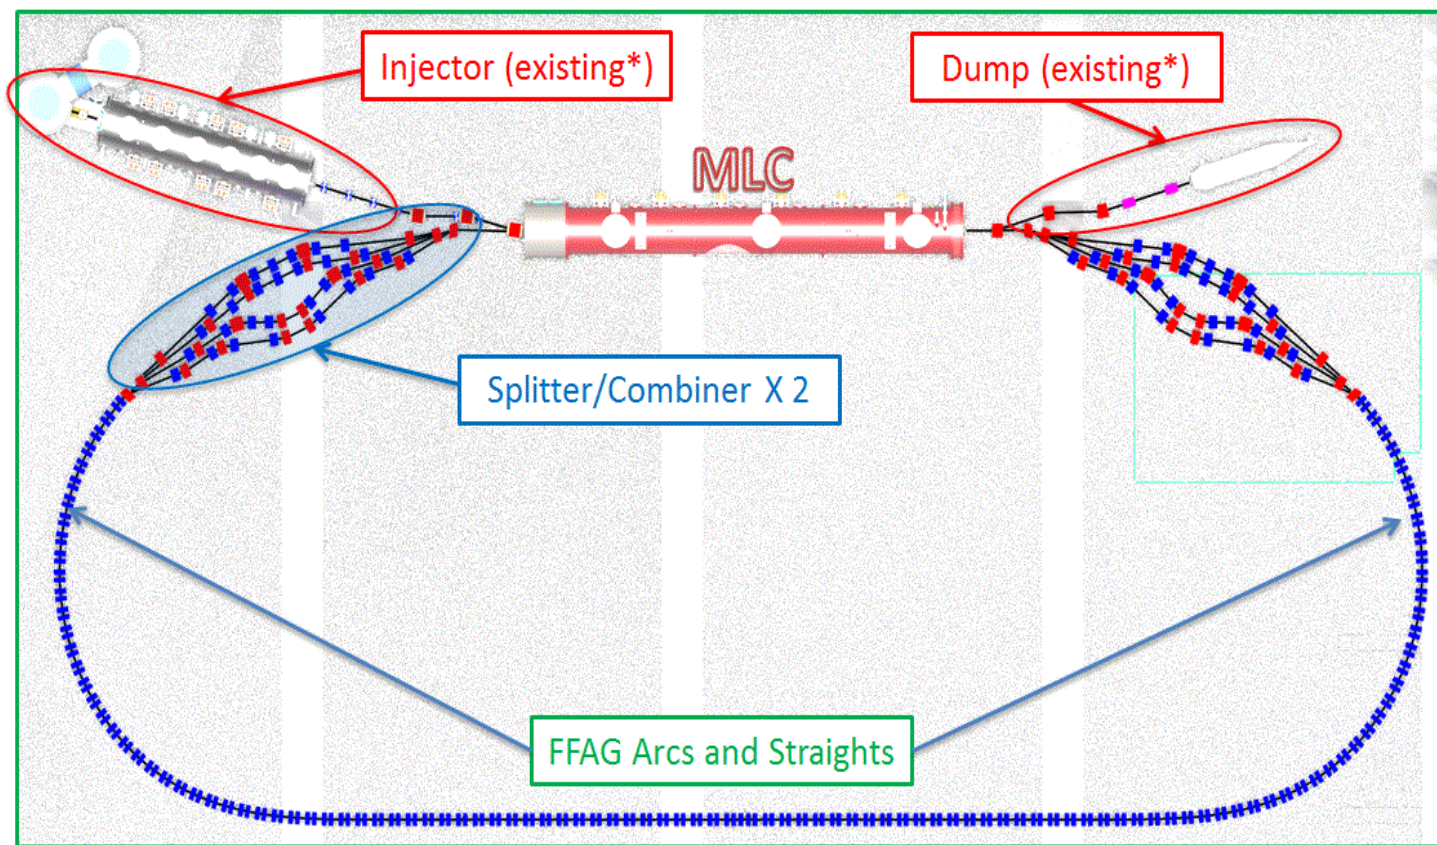 Injector (existing*)
Dump (existing*)
MLC
Splitter/Combiner X 2
FFAG Arcs and Straights